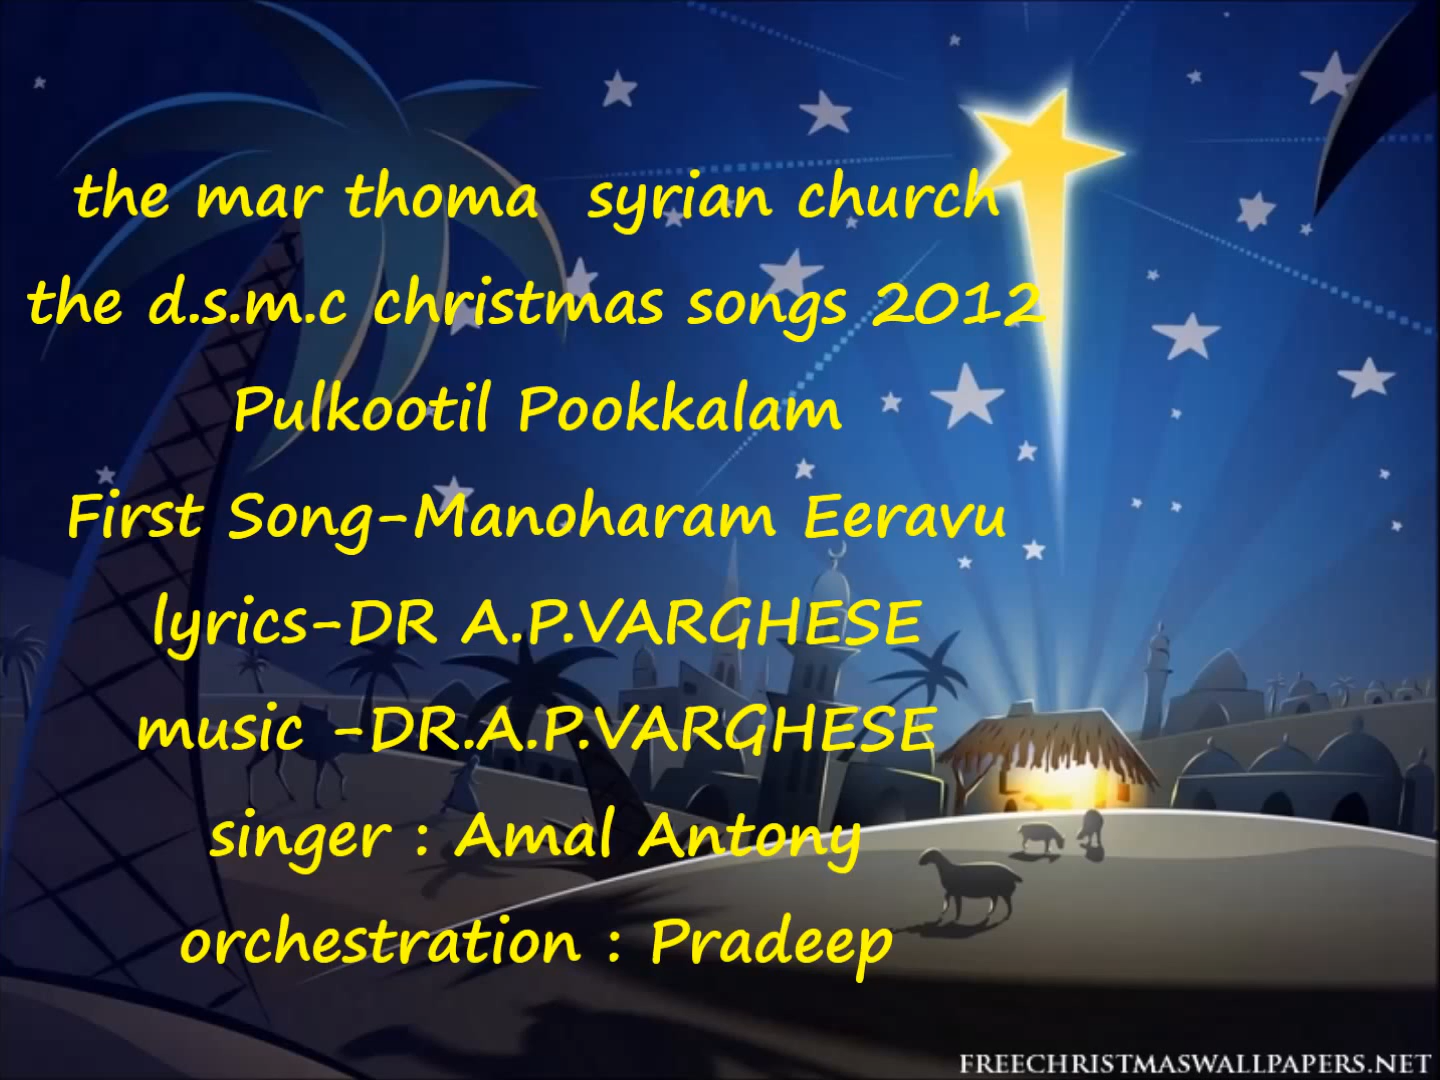 the mar thoma syrian church
the d.s.m.c christmas songs 2012
Pulkootil Pookkalam
First Song-Manoharam Eeravu
lyrics-DR A.P.VARGHESE
music -DR.A.P.VARGHESE
singer : Amal Antony
orchestration : Pradeep
FREECHRISTMASWALLPAPERS.NET